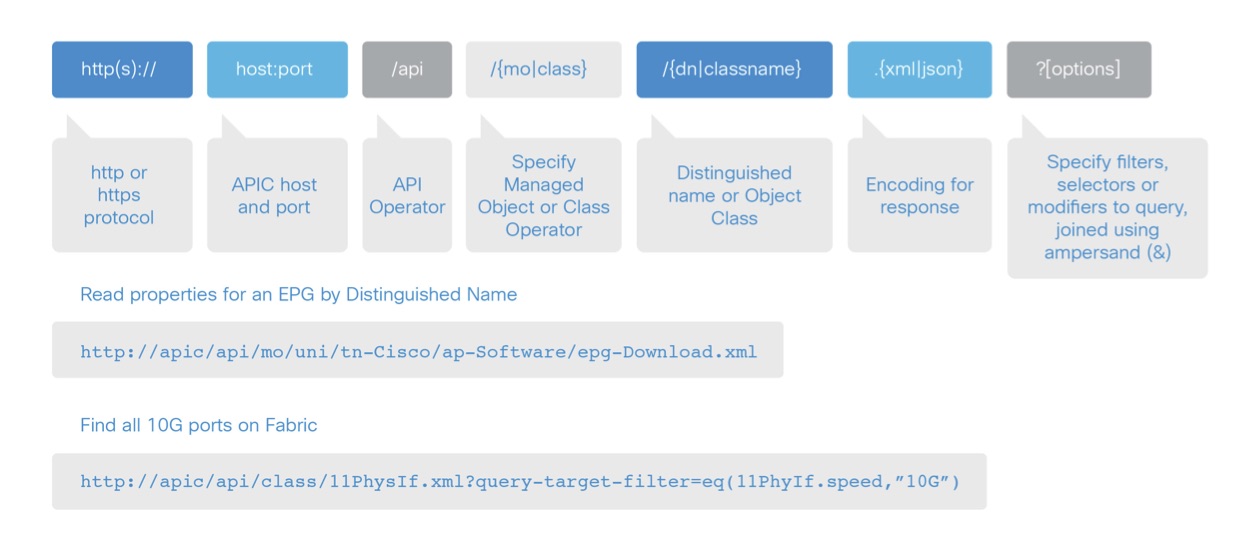 http(s)://
host:port
/api
/{mo|class}
/{dn|classname}
.{xml|json}
?[options]
http or
https
protocol
APIC host
and port
API
Operator
Specify
Managed
Object or Class
Operator
Distinguished
name or Object
Class
Encoding for
response
Specify filters,
selectors or
modifiers to query,
joined using
ampersand (&)
Read properties for an EPG by Distinguished Name
http://apic/api/mo/uni/tn-Cisco/ap-Software/epg-Download.xml
Find all 10G ports on Fabric
http://apic/api/class/11PhysIf.xml?query-target-filter=eq(11PhyIf.speed,”10G”)